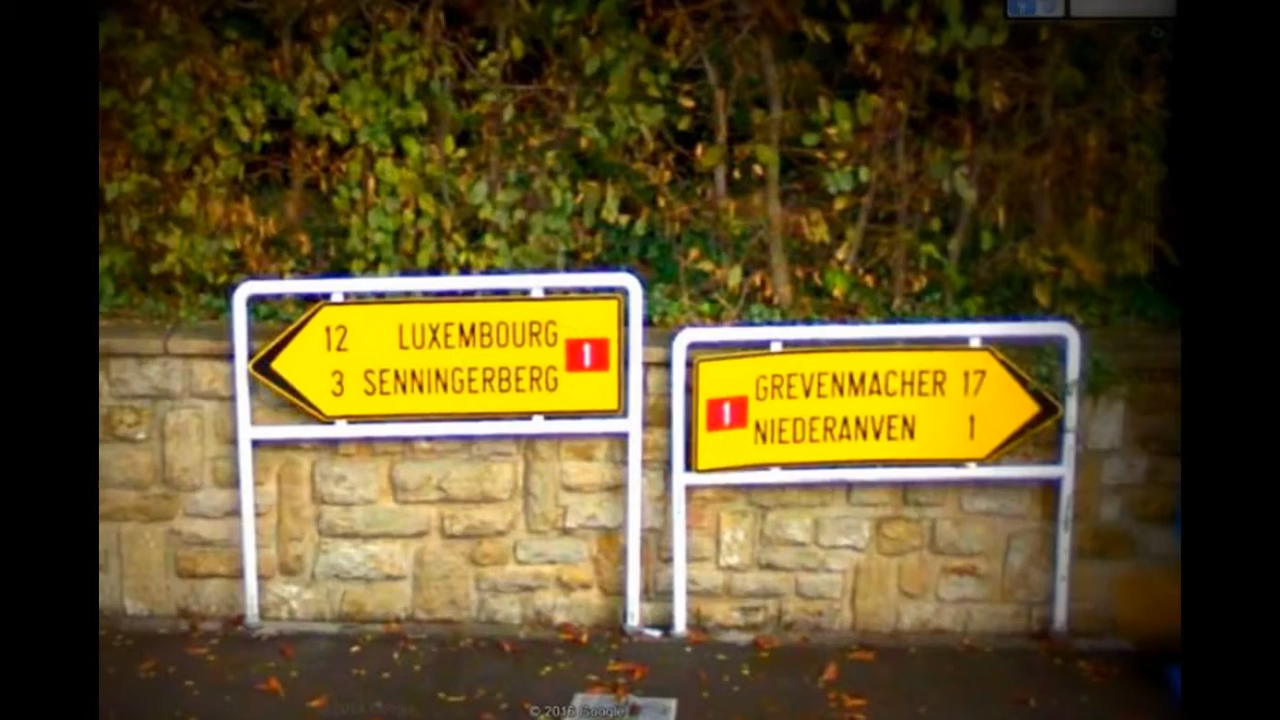 12 LUXEMBOURG
3 SENNINGERBERG
1
1
GREVENMACHER 17
NIEDERANVEN 1
© 2016 Google